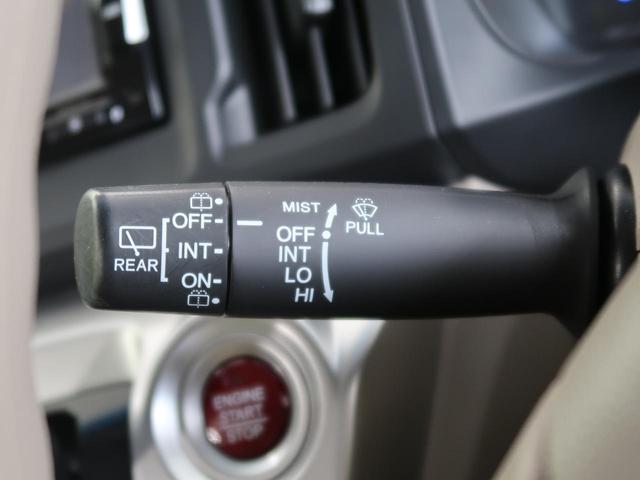 OFF
INT
ON
REAR
MIST
OFF
INT
LO
HI
PULL
ENGINE
START
STOP